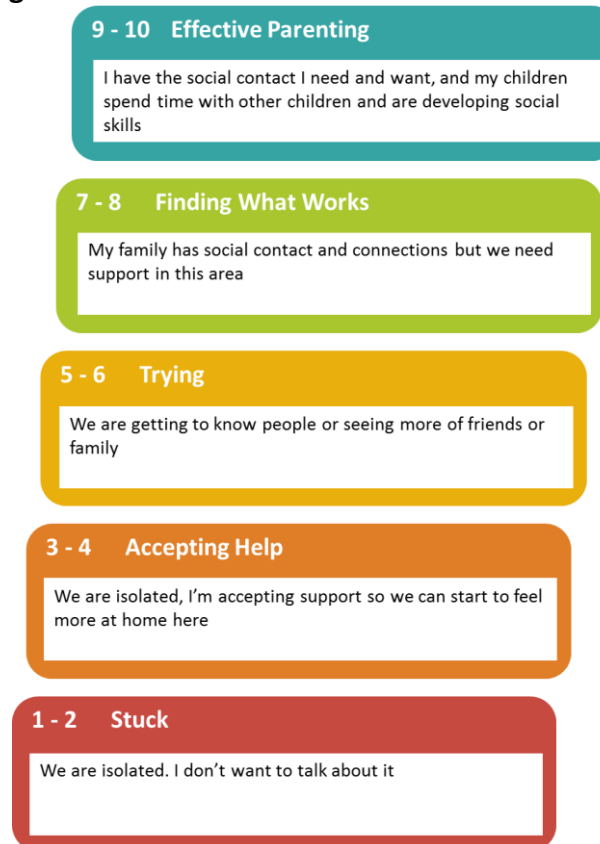 9 - 10 Effective Parenting
I have the social contact I need and want, and my children
spend time with other children and are developing social
skills
7 - 8 Finding What Works
My family has social contact and connections but we need
support in this area
5 - 6 Trying
We are getting to know people or seeing more of friends or
family
3 - 4 Accepting Help
We are isolated, I’m accepting support so we can start to feel
more at home here
1 - 2 Stuck
We are isolated. I don’t want to talk about it